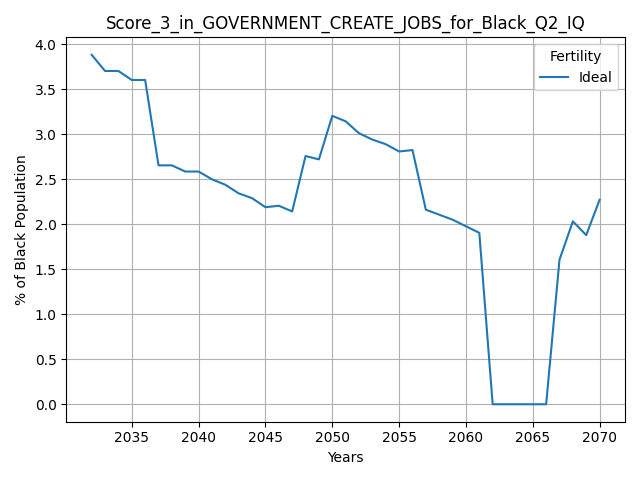 Score_3_in_GOVERNMENT_CREATE_JOBS_for_Black_Q2_IQ
Fertility
Ideal
% of Black Population
4.0
3.5
3.0
2.5
2.0
1.5
1.0
0.5
0.0
2035 2040 2045 2050 2055 2060 2065 2070
Years